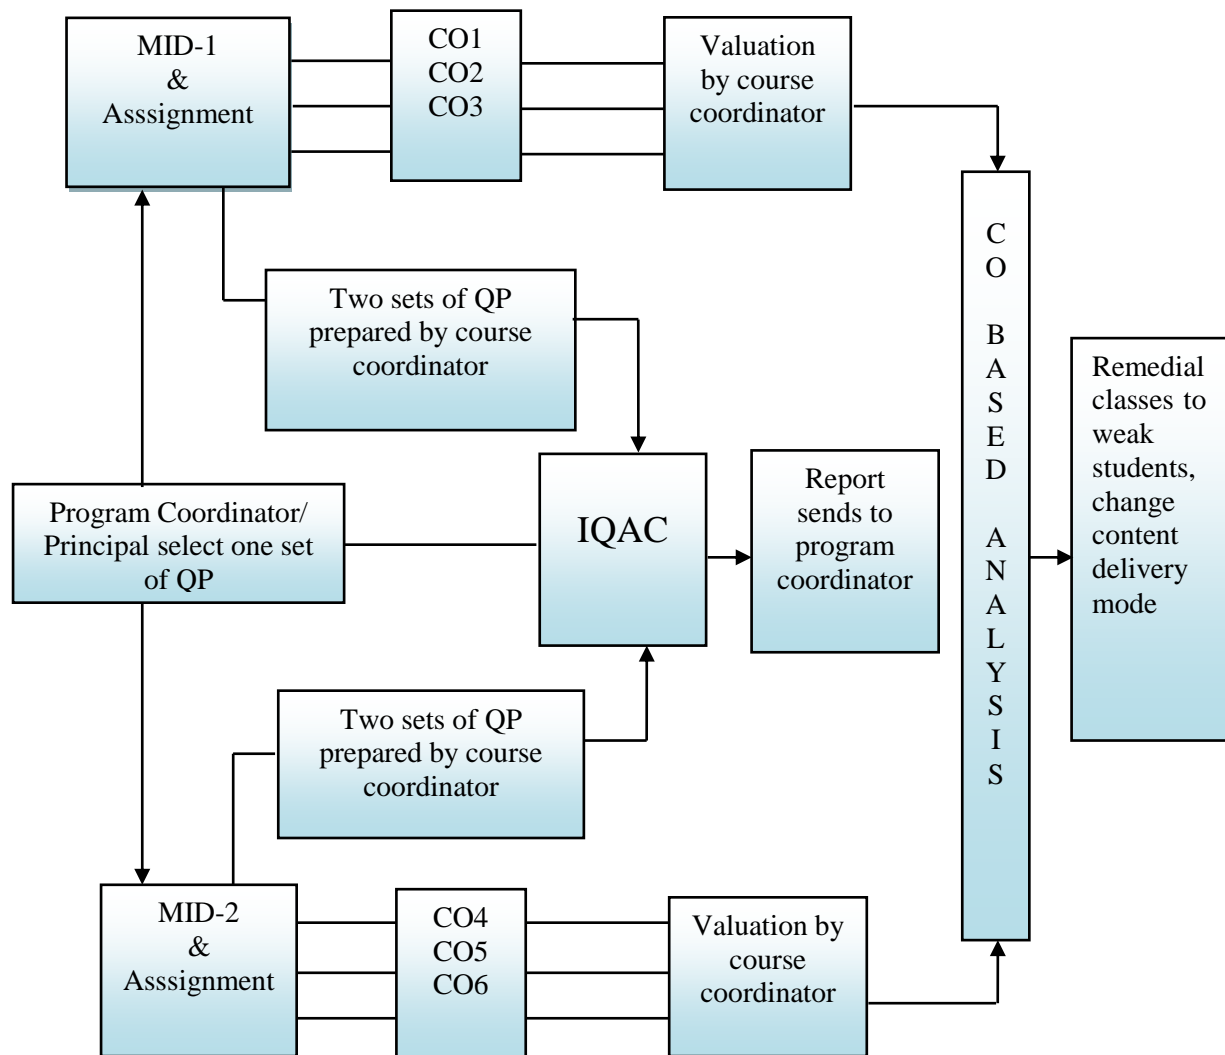 MID-1
&
Asssignment
CO1
CO2
CO3
Valuation
by course
coordinator
Two sets of QP
prepared by course
coordinator
Program Coordinator/
Principal select one set
of QP
IQAC
Report
sends to
program
coordinator
C
O
B
A
S
E
D
A
N
A
L
Y
S
I
S
Remedial
classes to
weak
students,
change
content
delivery
mode
Two sets of QP
prepared by course
coordinator
MID-2
&
Asssignment
CO4
CO5
CO6
Valuation by
course
coordinator